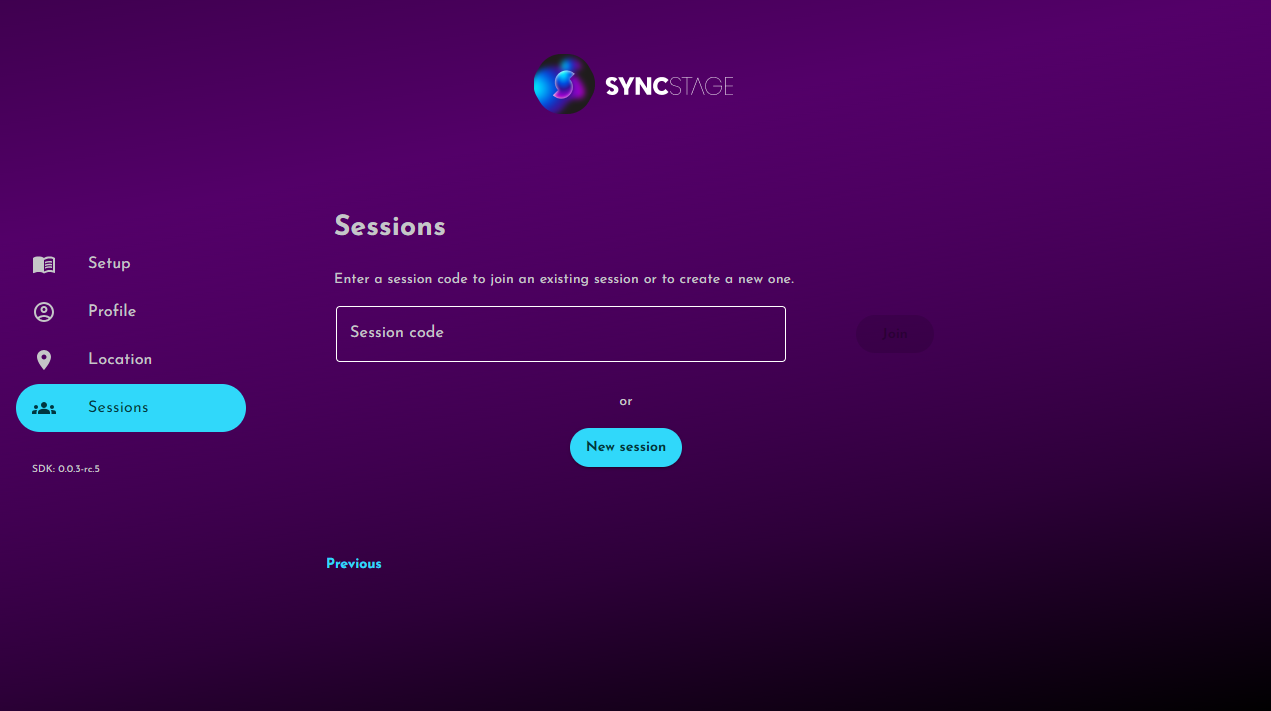 SYNCSTAGE
Sessions
Setup
Enter a session code to join an existing session or to create a new one.
Profile
Session code
Join
Location
Sessions
or
New session
SDK: 0.0.3-rc.5
Previous